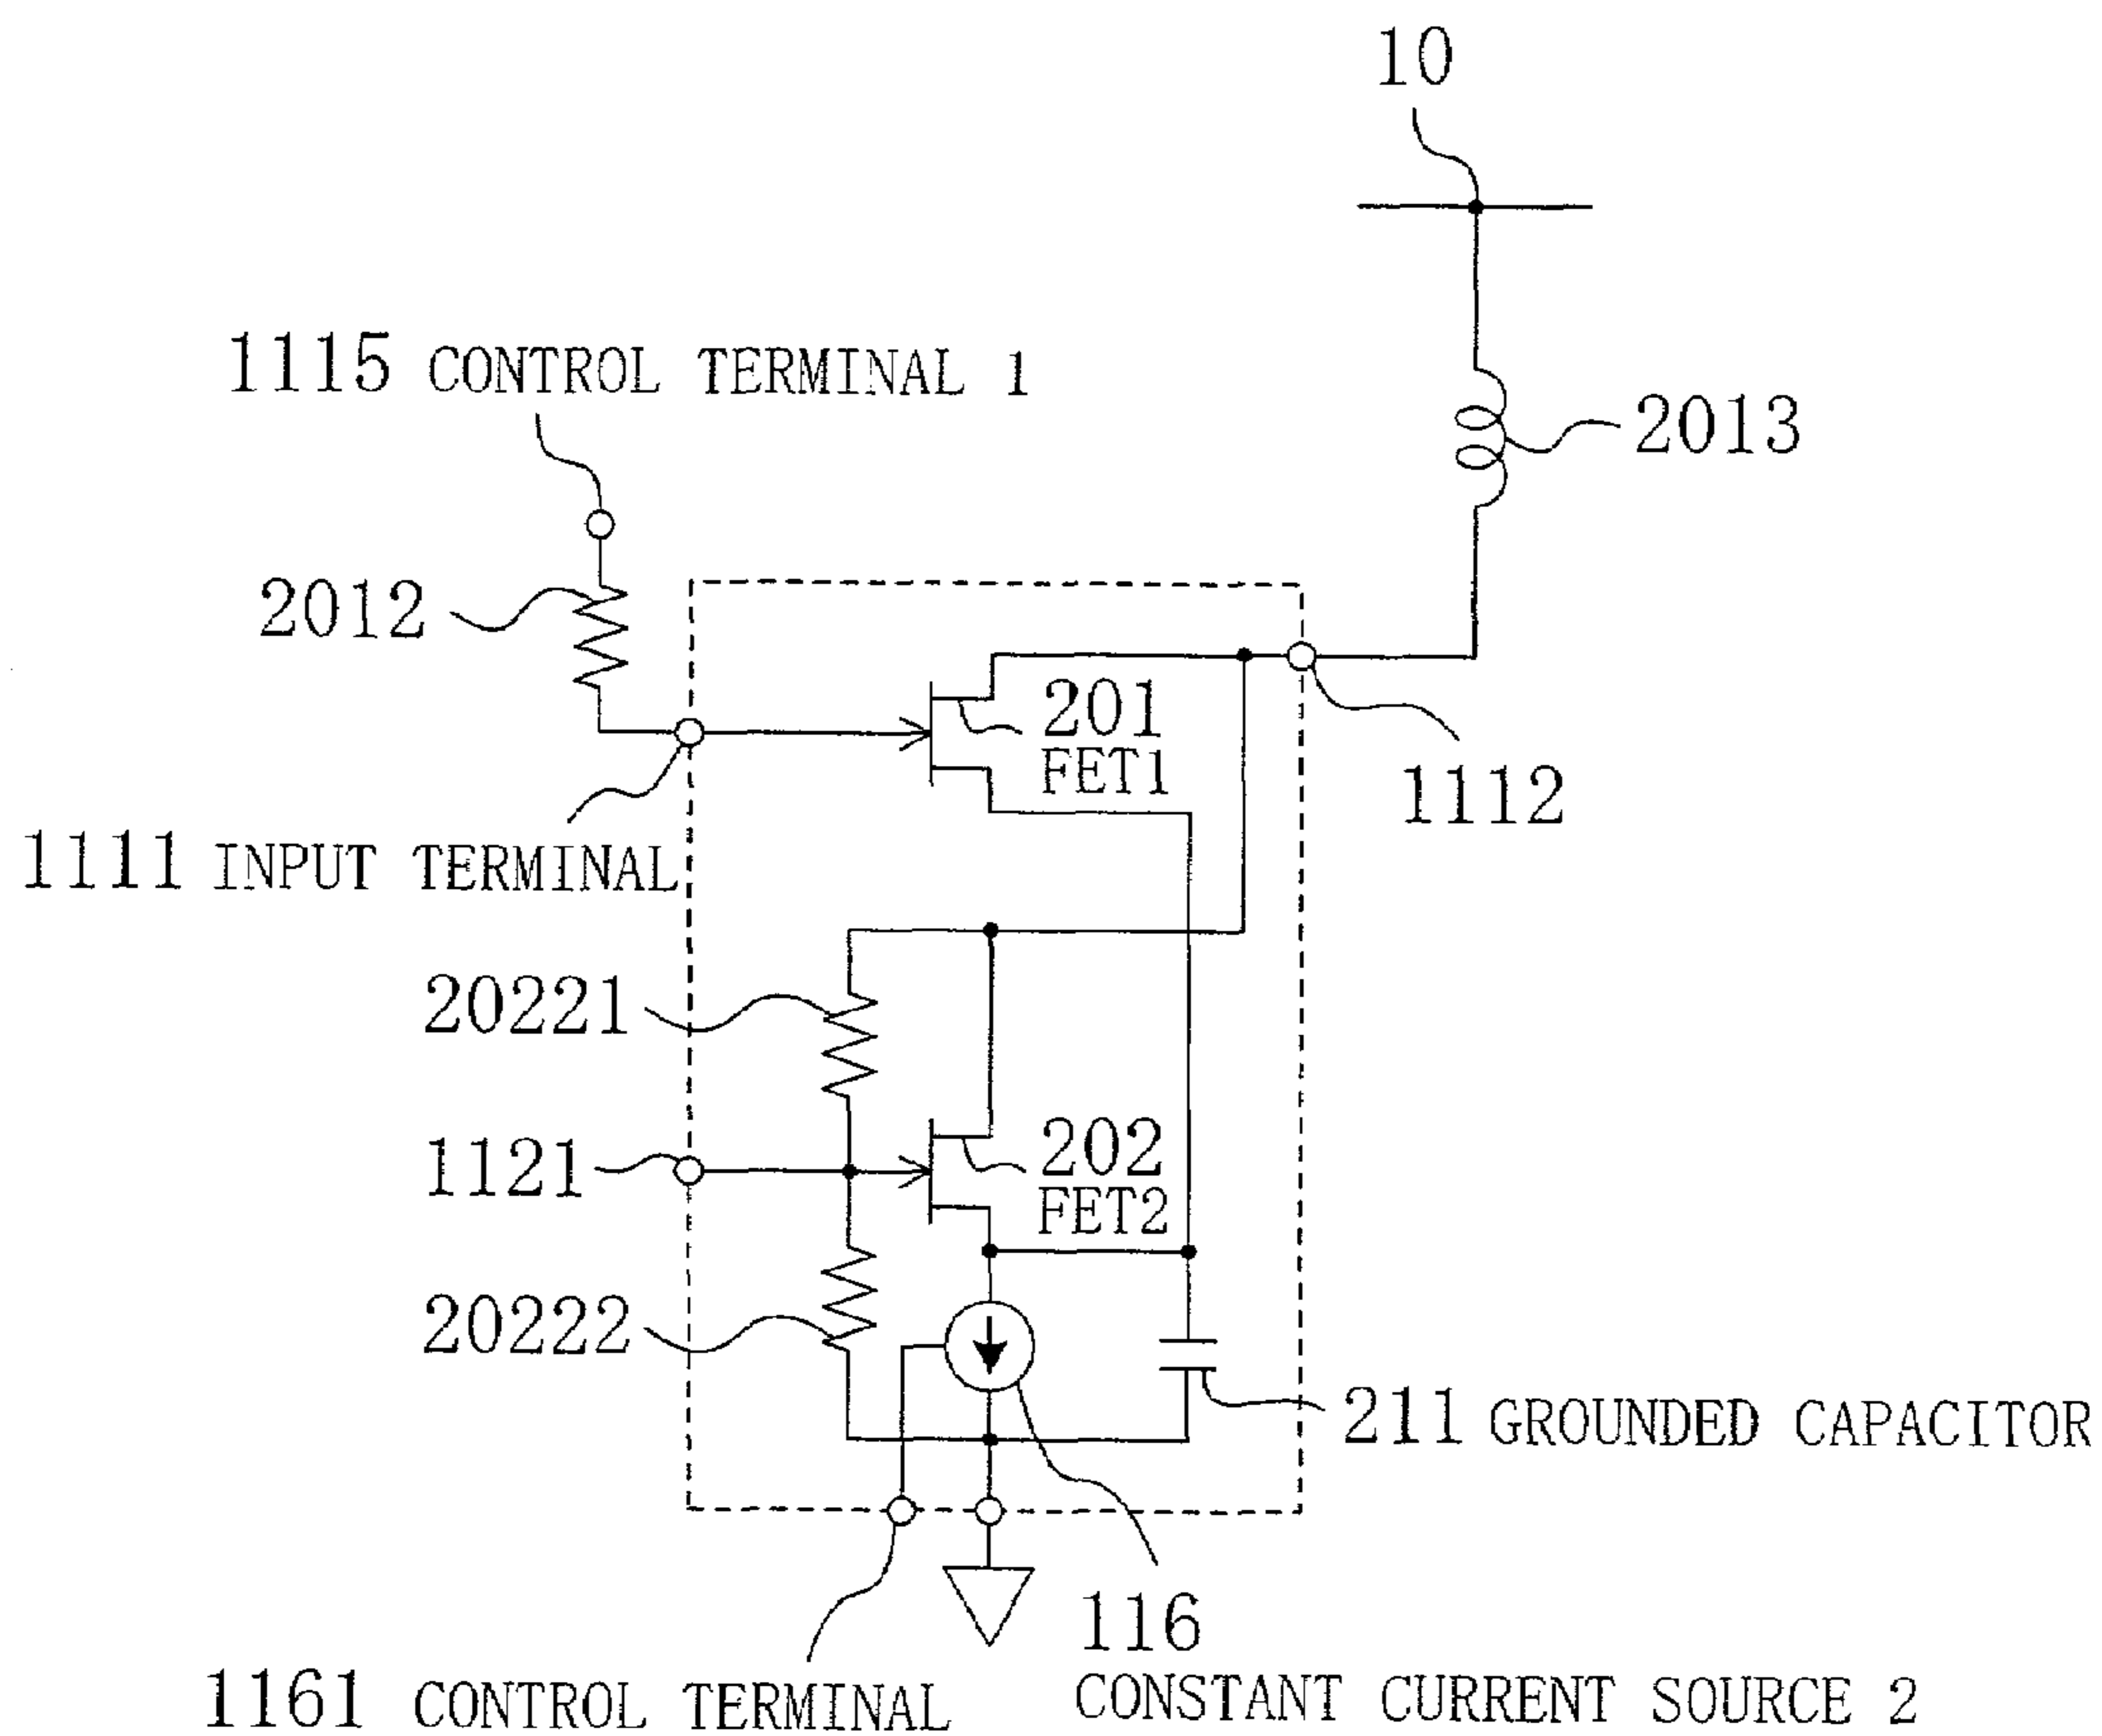 10
1115 CONTROL TERMINAL 1
2013
2012
201
FET1
1112
1111 INPUT TERMINAL
20221
1121
202
FET2
20222
211 GROUNDED CAPACITOR
116
1161 CONTROL TERMINAL
CONSTANT CURRENT SOURCE 2